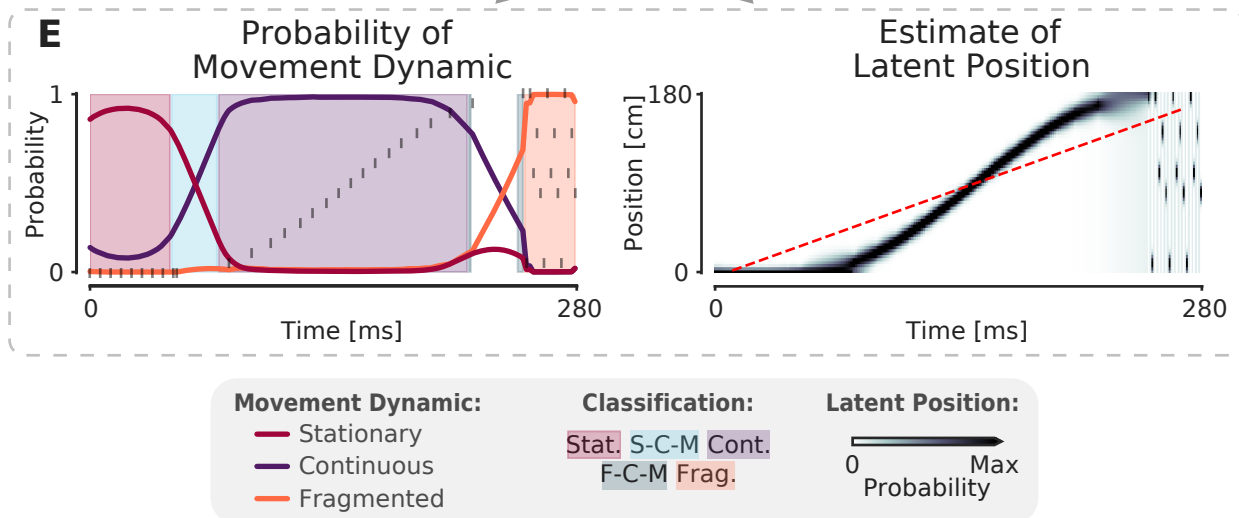 E
Probability of
Movement Dynamic
1
Probability
0
0
280
Time [ms]
Estimate of
Latent Position
180
Position [cm]
0
0
280
Time [ms]
Movement Dynamic:
Stationary
Continuous
Fragmented
Classification:
Stat. S-C-M Cont.
F-C-M Frag.
Latent Position:
0 Max
Probability